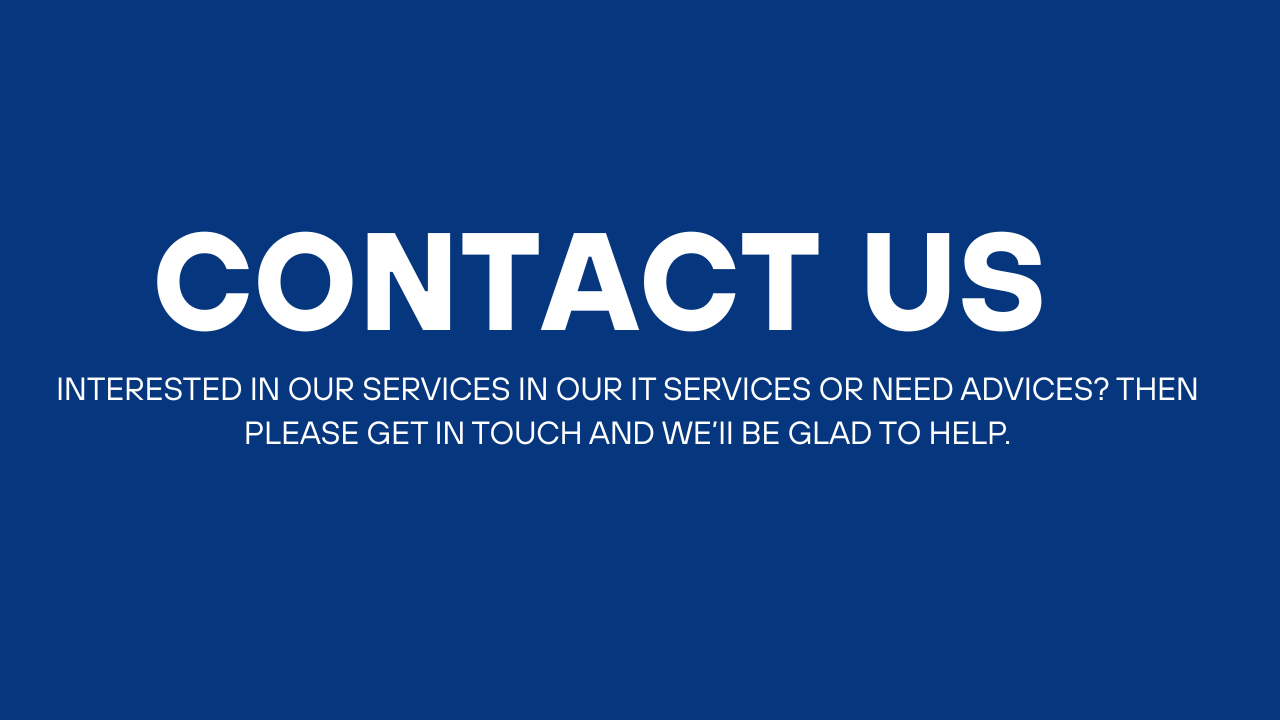 CONTACT US
INTERESTED IN OUR SERVICES IN OUR IT SERVICES OR NEED ADVICES? THEN
PLEASE GET IN TOUCH AND WE'll BE GLAD TO HELP.